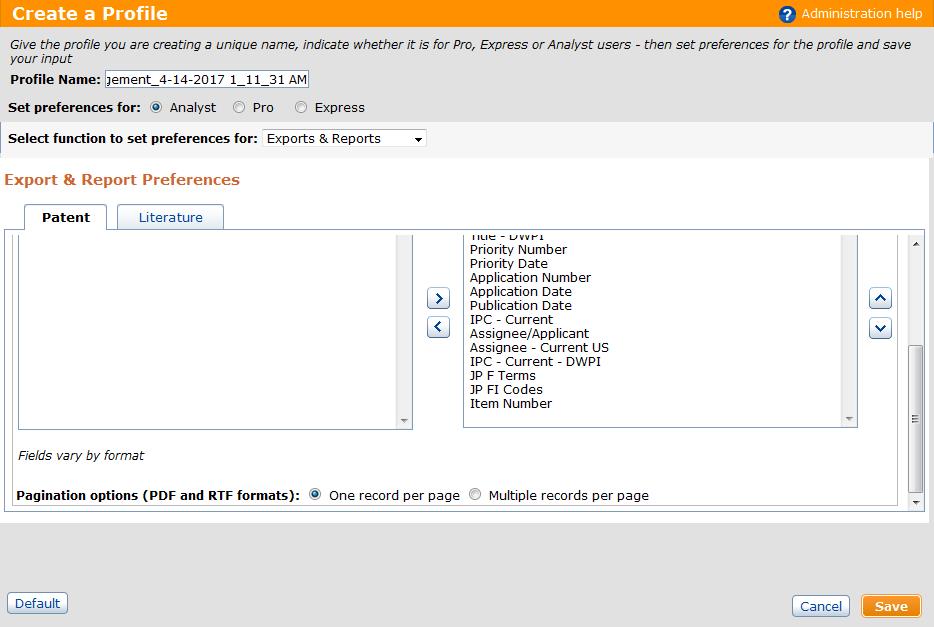 Create a Profile
Administration help
Give the profile you are creating a unique name, indicate whether it is for Pro, Express or Analyst users - then set preferences for the profile and save
your input
Profile Name: gement_4-14-2017 1_11_31 AM
Set preferences for: Analyst Pro Express
Select function to set preferences for: Exports & Reports
Export & Report Preferences
Patent Literature
Title - DWPI
Priority Number
Priority Date
Application Number
Application Date
Publication Date
IPC - Current
Assignee/Applicant
Assignee - Current US
IPC - Current - DWPI
JP F Terms
JP FI Codes
Item Number
Fields vary by format
Pagination options (PDF and RTF formats): One record per page Multiple records per page
Default
Cancel Save